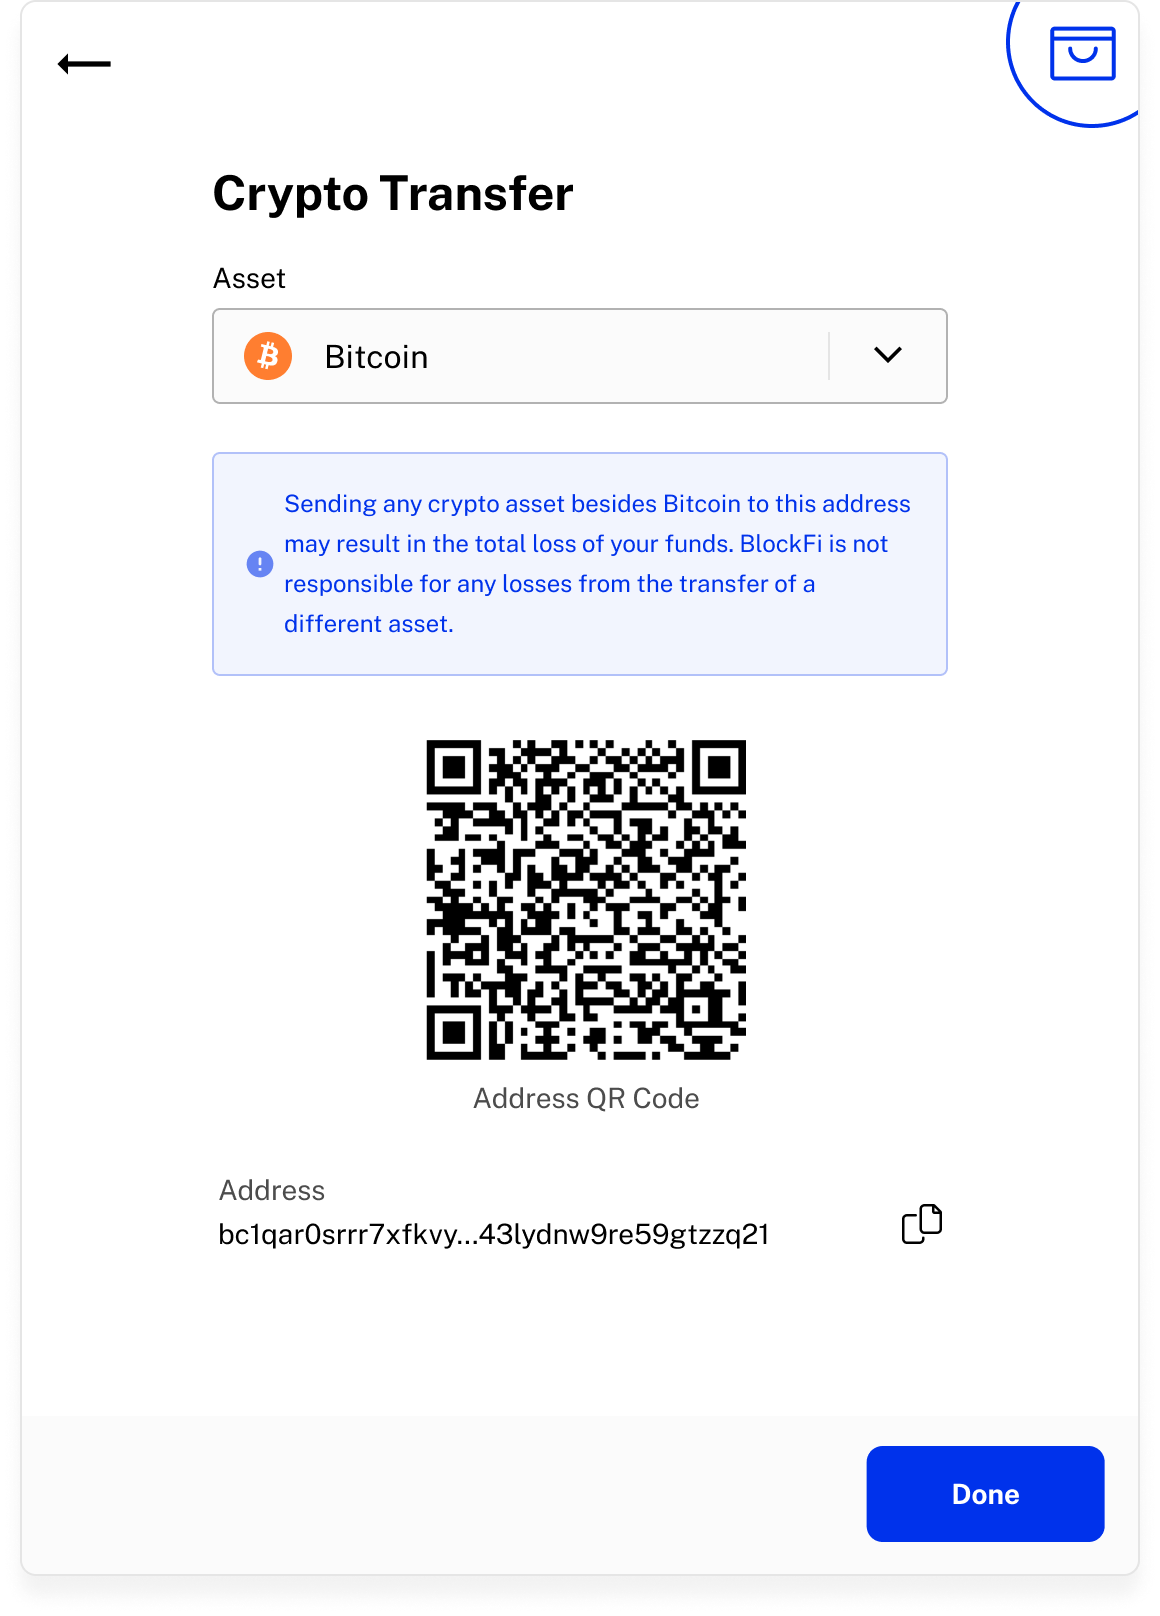 Crypto Transfer
Asset
Bitcoin
Sending any crypto asset besides Bitcoin to this address
may result in the total loss of your funds. BlockFi is not
responsible for any losses from the transfer of a
different asset.
Address QR Code
Address
bc1qar0srrr7xfkvy...43lydnw9re59gtzzq21
Done